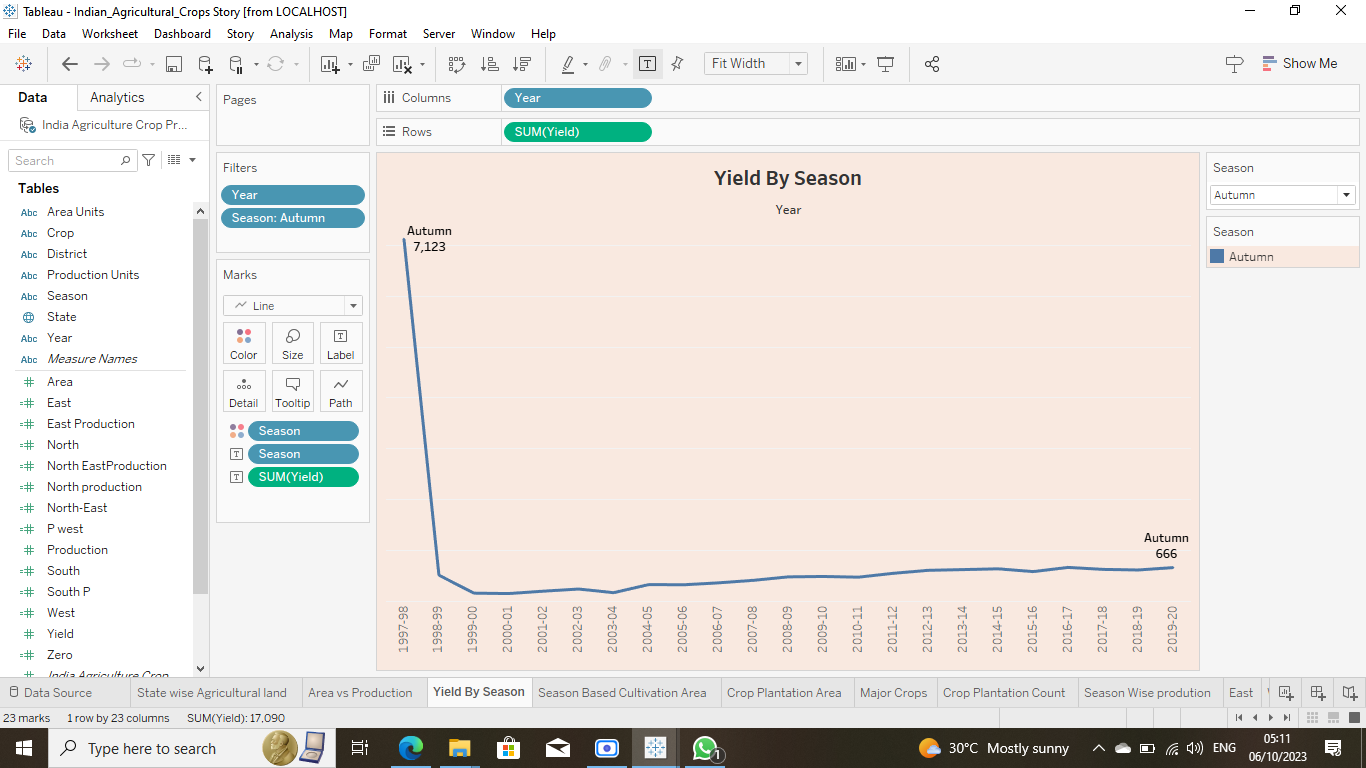 Tableau - Indian_Agricultural_Crops Story [from LOCALHOST]
File Data Worksheet Dashboard Story Analysis Map Format Server Window Help
Fit Width
Show Me
Data Analytics
India Agriculture Crop Pr...
Search
Tables
Abc Area Units
Abc Crop
Abc District
Abc Production Units
Abc Season
State
Abc Year
Abc Measure Names
Area
East
East Production
North
North EastProduction
North production
North-East
P west
Production
South
South P
West
Yield
Zero
India Agriculture Crop
Pages
Filters
Year
Season: Autumn
Marks
Line
Color Size Label
Detail Tooltip Path
Season
Season
SUM(Yield)
Columns Year
Rows SUM(Yield)
Yield By Season
Year
Autumn
7,123
Autumn
666
1997-98 1998-99 1999-00 2000-01 2001-02 2002-03 2003-04 2004-05 2005-06 2006-07 2007-08 2008-09 2009-10 2010-11 2011-12 2012-13 2013-14 2014-15 2015-16 2016-17 2017-18 2018-19 2019-20
Season
Autumn
Season
Autumn
Data Source State wise Agricultural land Area vs Production Yield By Season Season Based Cultivation Area Crop Plantation Area Major Crops Crop Plantation Count Season Wise prodution East
23 marks 1 row by 23 columns SUM(Yield): 17,090
Type here to search
1
30°C Mostly sunny
ENG
05:11
06/10/2023